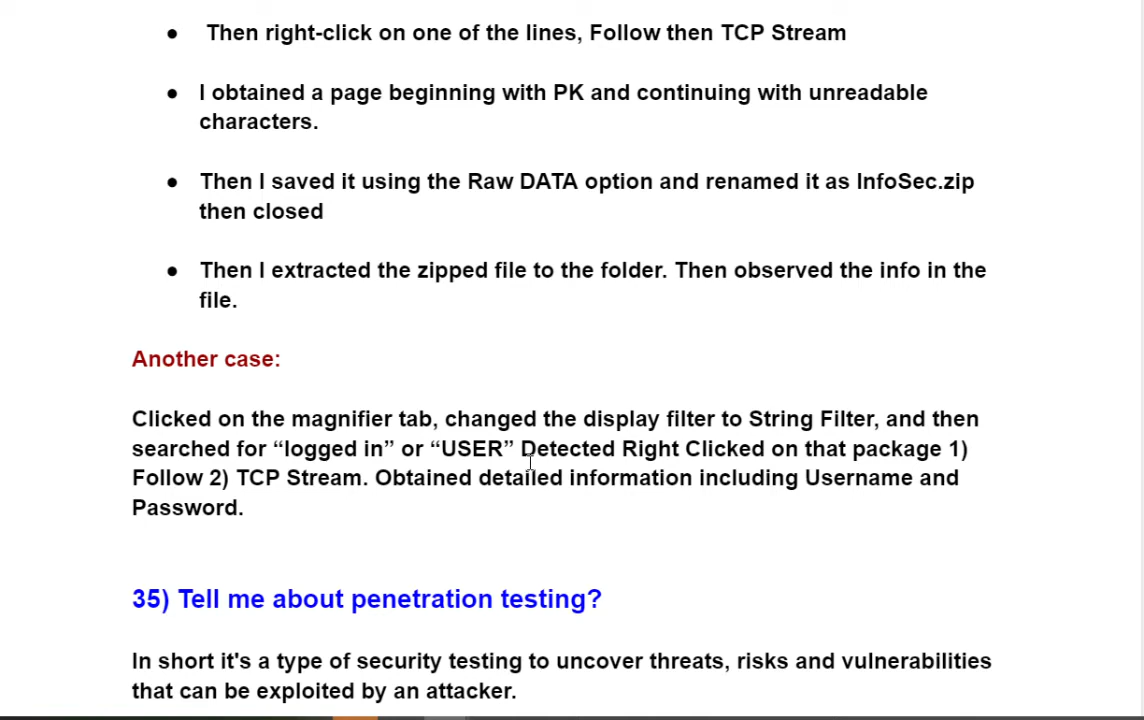 ● Then right-click on one of the lines, Follow then TCP Stream
● I obtained a page beginning with PK and continuing with unreadable
characters.
● Then I saved it using the Raw DATA option and renamed it as InfoSec.zip
then closed
● Then I extracted the zipped file to the folder. Then observed the info in the
file.
Another case:
Clicked on the magnifier tab, changed the display filter to String Filter, and then
searched for “logged in” or “USER” Detected Right Clicked on that package 1)
Follow 2) TCP Stream. Obtained detailed information including Username and
Password.
35) Tell me about penetration testing?
In short it's a type of security testing to uncover threats, risks and vulnerabilities
that can be exploited by an attacker.